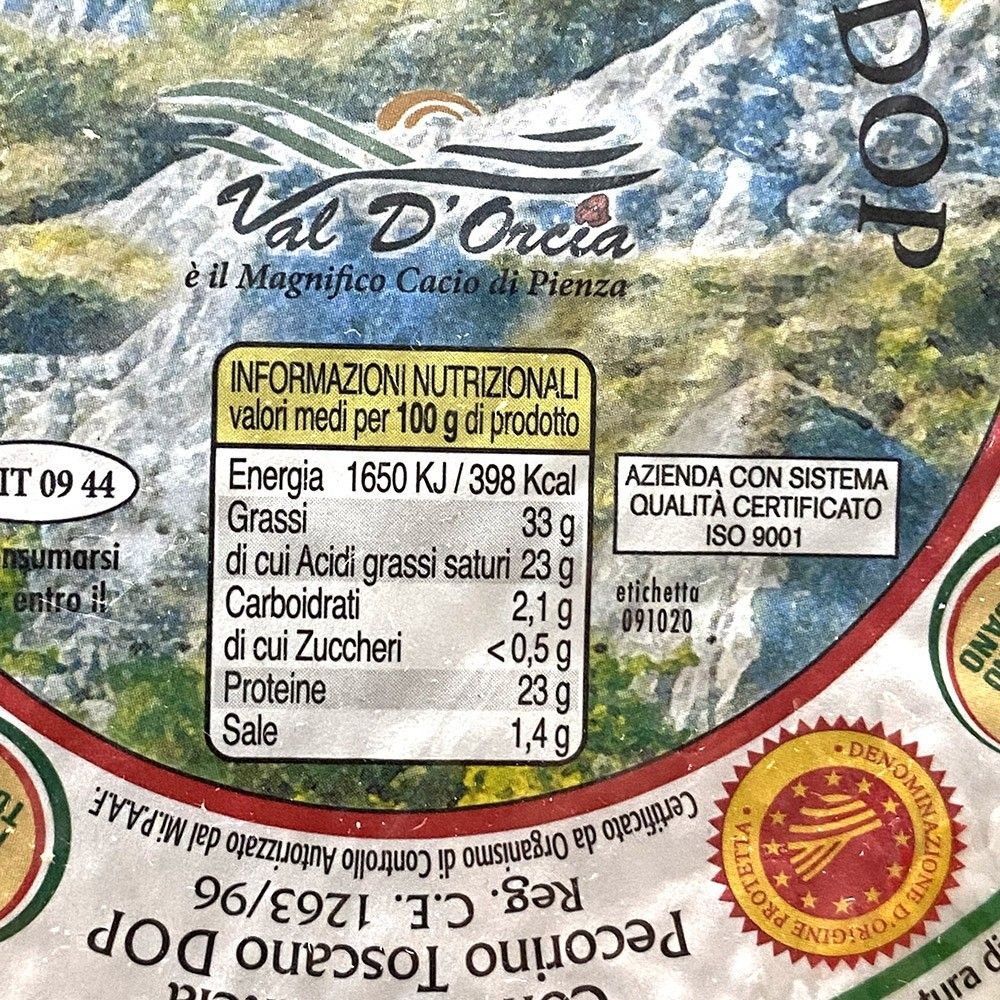 DOP
Val D'Orcia
è il Magnifico Cacio di Pienza
INFORMAZIONI NUTRIZIONALI
valori medi per 100 g di prodotto
Energia 1650 KJ / 398 Kcal
Grassi 33 g
di cui Acidi grassi saturi 23 g
Carboidrati 2,1 g
di cui Zuccheri <0,5 g
Proteine 23 g
Sale 1,4 g
IT 09 44
entro il
AZIENDA CON SISTEMA
QUALITÀ CERTIFICATO
ISO 9001
etichetta
091020
DENOMINAZIONE D'ORIGINE PROTETTA
Pecorino Toscano DOP
Reg. C.E. 1263/96
Certificato da Organismo di Controllo Autorizzato dal Mi.P.A.A.F.